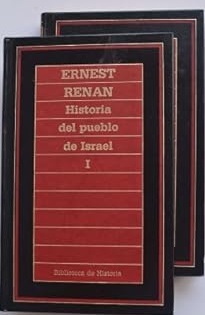 ERNEST
RENAN
Historia
del pueblo
de Israel
I
Biblioteca de Historia